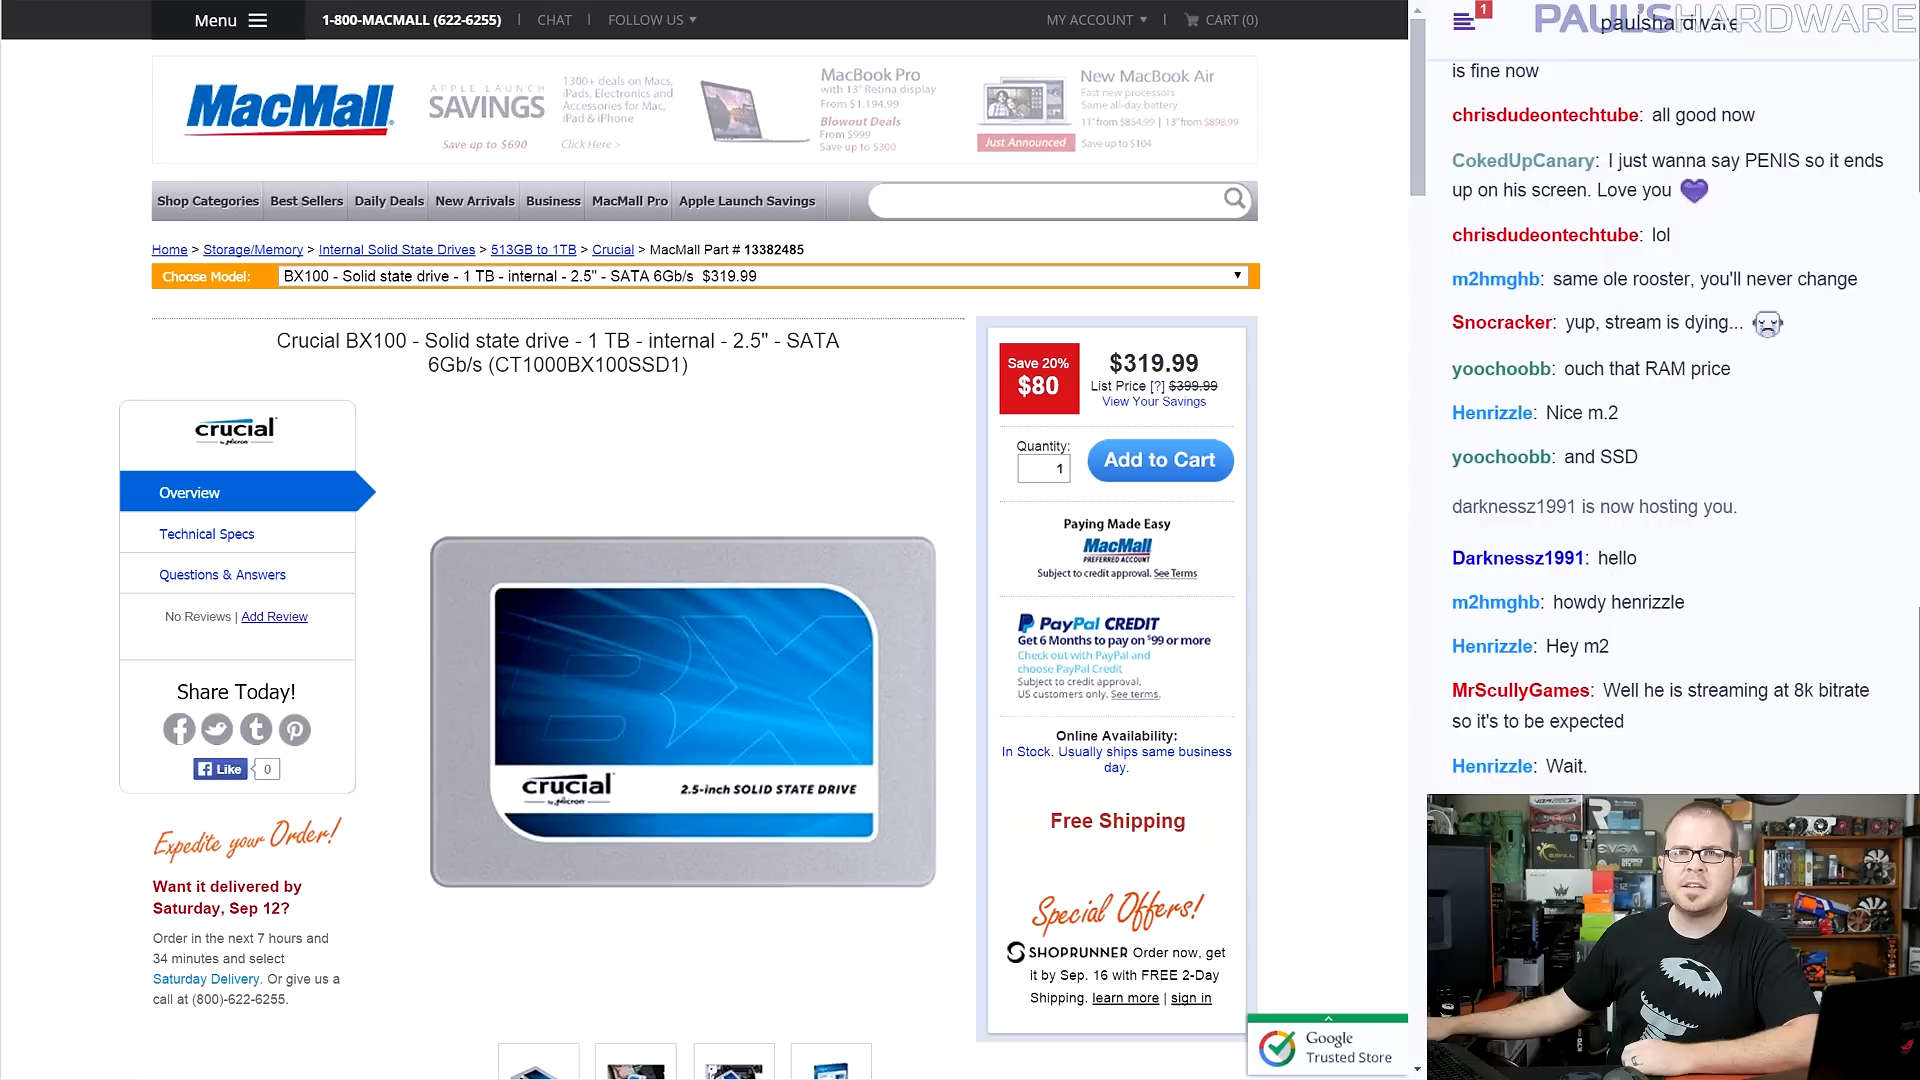 Menu
1-800-MACMALL (622-6255) | CHAT | FOLLOW US
MY ACCOUNT | CART (0)
MacMall
APPLE LAUNCH
SAVINGS
Save up to $690
1300+ deals on Macs,
iPads, Electronics and
Accessories for Mac,
iPad & iPhone
Click Here >
MacBook Pro
with 13" Retina display
From $1,194.99
Blowout Deals
From $999
Save up to $300
New MacBook Air
Fast new processors
Same all-day battery
11" from $854.99 | 13" from $898.99
Just Announced
Save up to $104
Shop Categories
Best Sellers
Daily Deals
New Arrivals
Business
MacMall Pro
Apple Launch Savings
Home > Storage/Memory > Internal Solid State Drives > 513GB to 1TB > Crucial > MacMall Part # 13382485
Choose Model:
BX100 - Solid state drive - 1 TB - internal - 2.5" - SATA 6Gb/s $319.99
Crucial BX100 - Solid state drive - 1 TB - internal - 2.5" - SATA
6Gb/s (CT1000BX100SSD1)
crucial
by Micron
Overview
Technical Specs
Questions & Answers
No Reviews | Add Review
Share Today!
Like
0
Expedite your Order!
Want it delivered by
Saturday, Sep 12?
Order in the next 7 hours and
34 minutes and select
Saturday Delivery. Or give us a
call at (800)-622-6255.
BX
crucial
by Micron
2.5-inch SOLID STATE DRIVE
Save 20%
$80
$319.99
List Price [?] $399.99
View Your Savings
Quantity:
1
Add to Cart
Paying Made Easy
MacMall
PREFERRED ACCOUNT
Subject to credit approval. See Terms
PayPal CREDIT
Get 6 Months to pay on $99 or more
Check out with PayPal and
choose PayPal Credit
Subject to credit approval.
US customers only. See terms.
Online Availability:
In Stock. Usually ships same business
day.
Free Shipping
Special Offers!
SHOPRUNNER Order now, get
it by Sep. 16 with FREE 2-Day
Shipping. learn more | sign in
Google
Trusted Store
1
PAUL'S HARDWARE
paulshardware
is fine now
chrisdudeontechtube: all good now
CokedUpCanary: I just wanna say PENIS so it ends
up on his screen. Love you
chrisdudeontechtube: lol
m2hmghb: same ole rooster, you'll never change
Snocracker: yup, stream is dying...
yoochoobb: ouch that RAM price
Henrizzle: Nice m.2
yoochoobb: and SSD
darknessz1991 is now hosting you.
Darknessz1991: hello
m2hmghb: howdy henrizzle
Henrizzle: Hey m2
MrScullyGames: Well he is streaming at 8k bitrate
so it's to be expected
Henrizzle: Wait.
EVGA